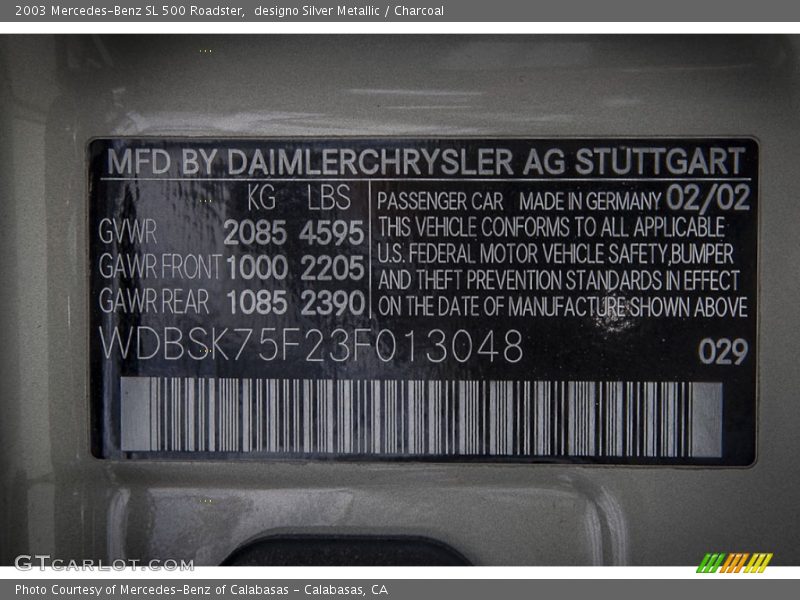 2003 Mercedes-Benz SL 500 Roadster,  designo Silver Metallic / Charcoal
MFD BY DAIMLERCHRYSLER AG STUTTGART
KG LBS
GVWR 2085 4595
GAWR FRONT 1000 2205
GAWR REAR 1085 2390
PASSENGER CAR MADE IN GERMANY 02/02
THIS VEHICLE CONFORMS TO ALL APPLICABLE
U.S. FEDERAL MOTOR VEHICLE SAFETY,BUMPER
AND THEFT PREVENTION STANDARDS IN EFFECT
ON THE DATE OF MANUFACTURE SHOWN ABOVE
WDBSK75F23F013048
029
GTCARLOT.COM
Photo Courtesy of Mercedes-Benz of Calabasas - Calabasas, CA